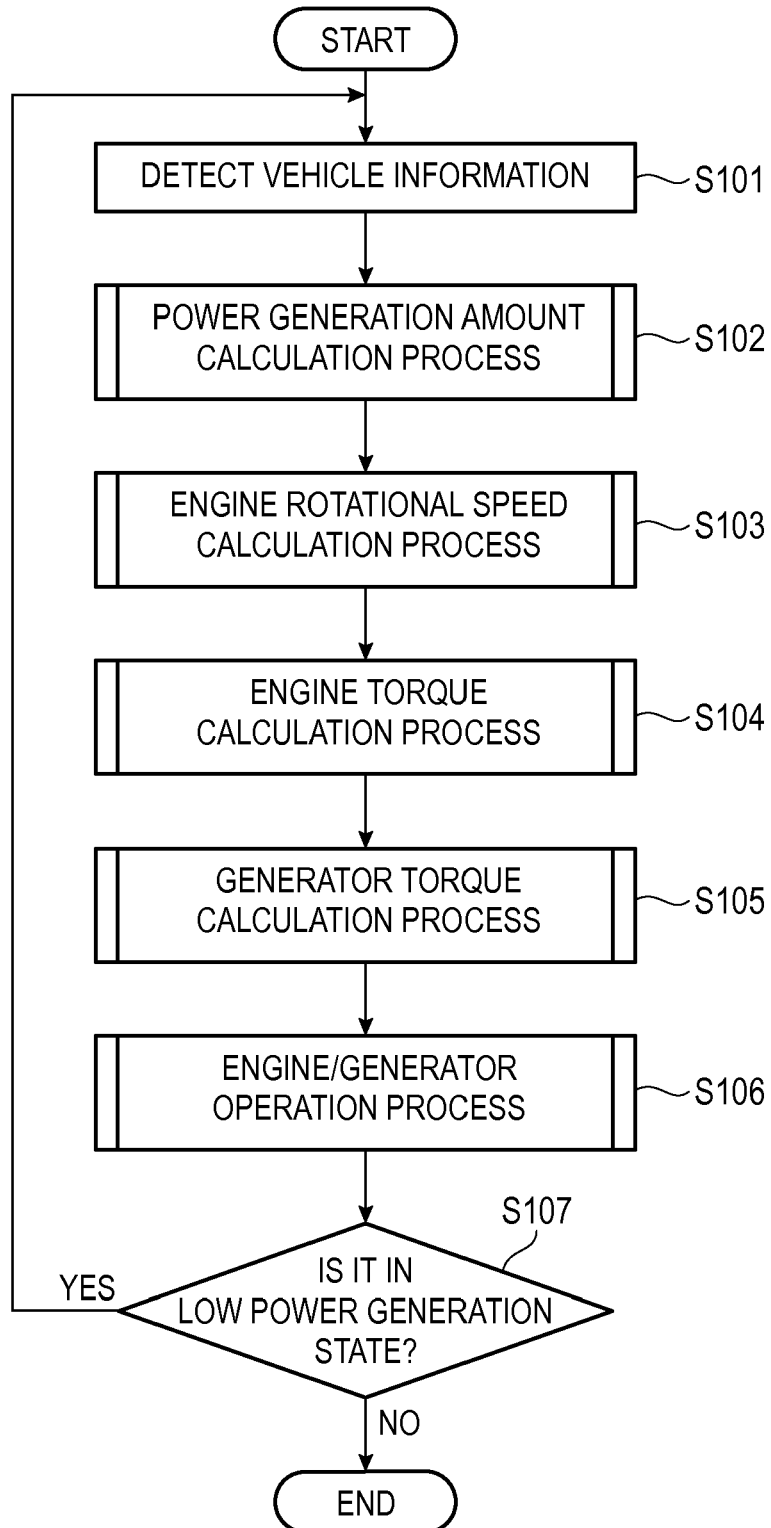 START
DETECT VEHICLE INFORMATION
S101
POWER GENERATION AMOUNT
CALCULATION PROCESS
S102
ENGINE ROTATIONAL SPEED
CALCULATION PROCESS
S103
ENGINE TORQUE
CALCULATION PROCESS
S104
GENERATOR TORQUE
CALCULATION PROCESS
S105
ENGINE/GENERATOR
OPERATION PROCESS
S106
S107
IS IT IN
LOW POWER GENERATION
STATE?
YES
NO
END